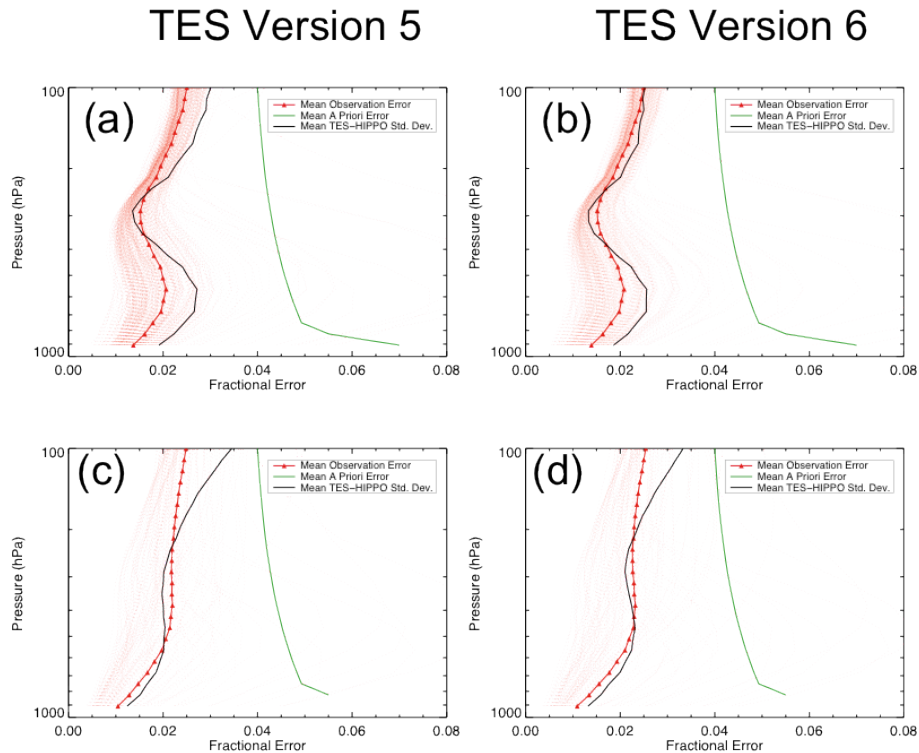 TES Version 5
TES Version 6
(a)
100
1000
Pressure (hPa)
Mean Observation Error
Mean A Priori Error
Mean TES-HIPPO Std. Dev.
0.00 0.02 0.04 0.06 0.08
Fractional Error
(b)
100
1000
Pressure (hPa)
Mean Observation Error
Mean A Priori Error
Mean TES-HIPPO Std. Dev.
0.00 0.02 0.04 0.06 0.08
Fractional Error
(c)
100
1000
Pressure (hPa)
Mean Observation Error
Mean A Priori Error
Mean TES-HIPPO Std. Dev.
0.00 0.02 0.04 0.06 0.08
Fractional Error
(d)
100
1000
Pressure (hPa)
Mean Observation Error
Mean A Priori Error
Mean TES-HIPPO Std. Dev.
0.00 0.02 0.04 0.06 0.08
Fractional Error